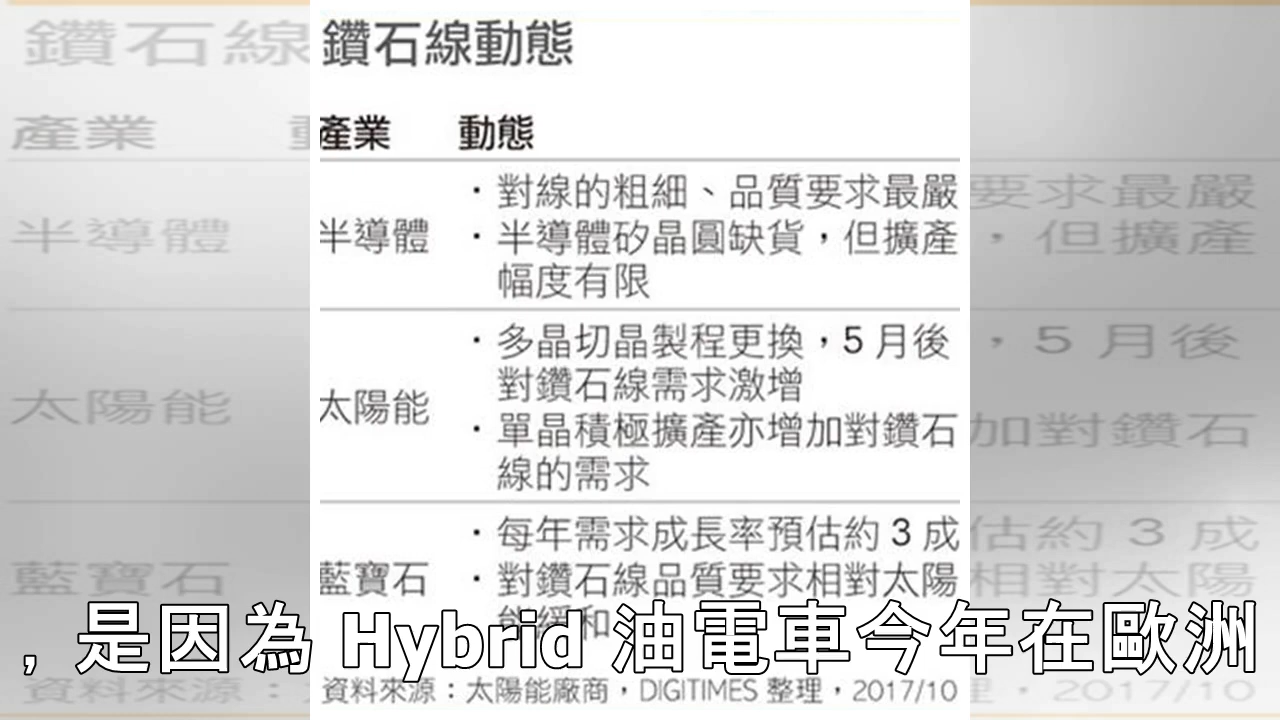 鑽石線動態
產業 動態
半導體
・對線的粗細、品質要求最嚴
・半導體矽晶圓缺貨，但擴產
幅度有限
太陽能
・多晶切晶製程更換，5 月後
對鑽石線需求激增
・單晶積極擴產亦增加對鑽石
線的需求
藍寶石
・每年需求成長率預估約 3 成
・對鑽石線品質要求相對太陽
能緩和
，是因為 Hybrid 油電車今年在歐洲
資料來源：太陽能廠商，DIGITIMES 整理，2017/10